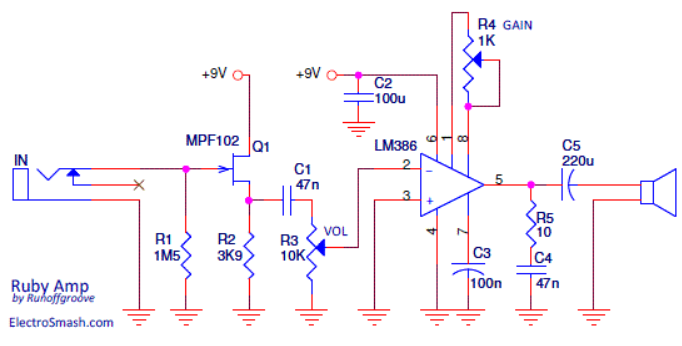 R4 GAIN
1K
+9V
+9V
C2
100u
MPF102
Q1
LM386
6
1
8
IN
C1
47n
2
3
5
C5
220u
VOL
R1
1M5
R2
3K9
R3
10K
4
7
R5
10
C3
100n
C4
47n
Ruby Amp
by Runoffgroove
ElectroSmash.com